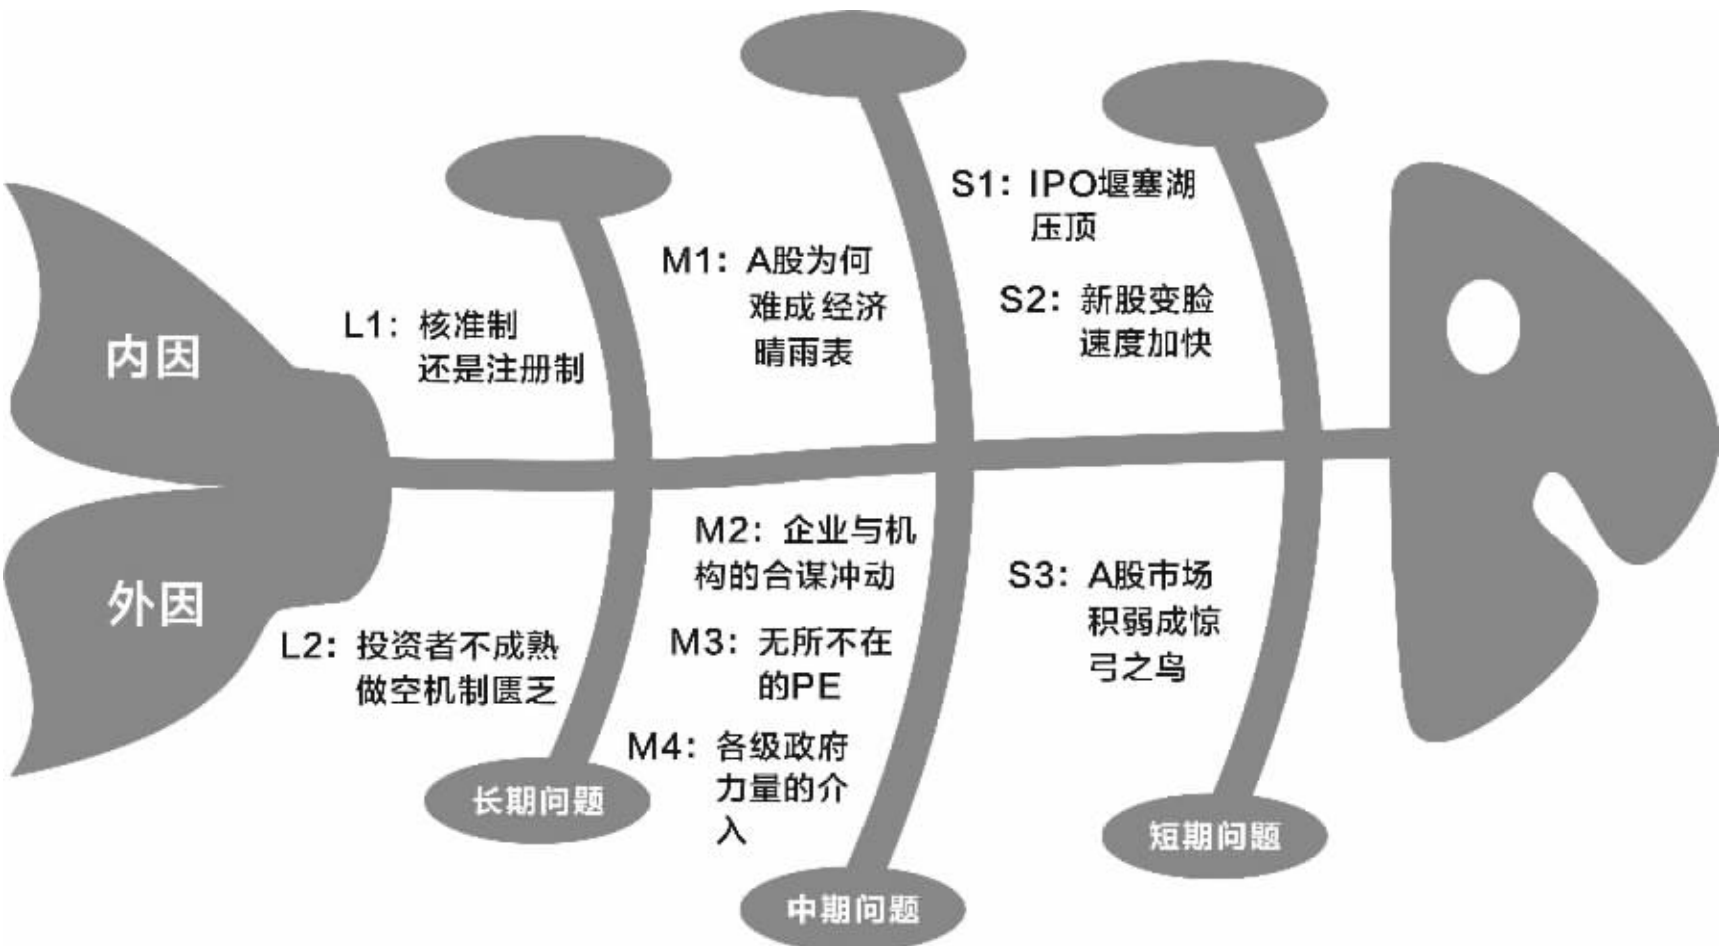 内因
L1：核准制
还是注册制
M1：A股为何
难成经济
晴雨表
S1：IPO堰塞湖
压顶
S2：新股变脸
速度加快
外因
L2：投资者不成熟
做空机制匮乏
M2：企业与机
构的合谋冲动
M3：无所不在
的PE
M4：各级政府
力量的介
入
S3：A股市场
积弱成惊
弓之鸟
长期问题
中期问题
短期问题